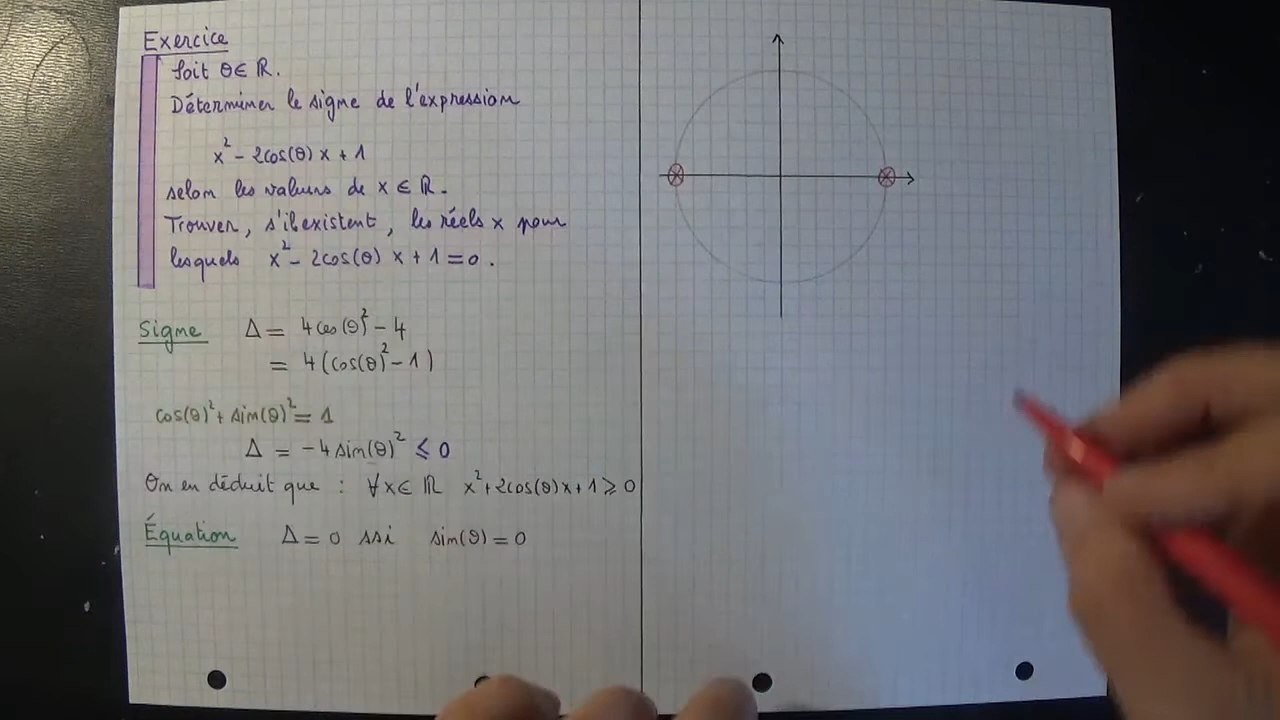 Exercice
Soit θ ∈ ℝ.
Déterminer le signe de l'expression
x² - 2cos(θ) x + 1
selon les valeurs de x ∈ ℝ.
Trouver, s'il existent, les réels x pour
lesquels x² - 2cos(θ) x + 1 = 0.
Signe Δ = 4cos(θ)² - 4
= 4(cos(θ)² - 1)
cos(θ)² + sin(θ)² = 1
Δ = -4 sin(θ)² ⩽ 0
On en déduit que : ∀x ∈ ℝ x² + 2cos(θ)x + 1 ⩾ 0
Équation Δ = 0 ssi sin(θ) = 0